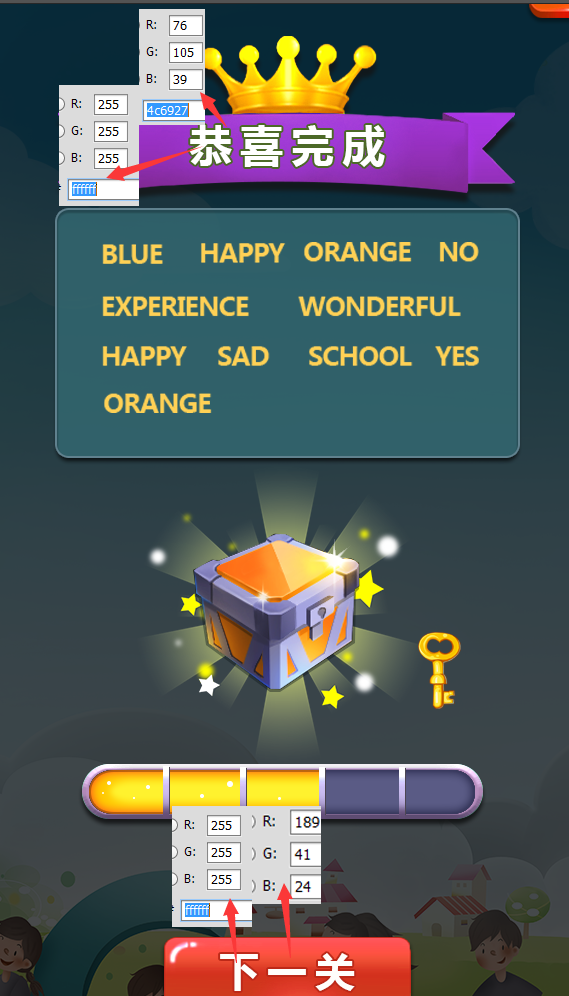 R: 76
G: 105
B: 39
4c6927
R: 255
G: 255
B: 255
ffffff
恭喜完成
BLUE HAPPY ORANGE NO
EXPERIENCE WONDERFUL
HAPPY SAD SCHOOL YES
ORANGE
R: 255 R: 189
G: 255 G: 41
B: 255 B: 24
ffffff
下一关